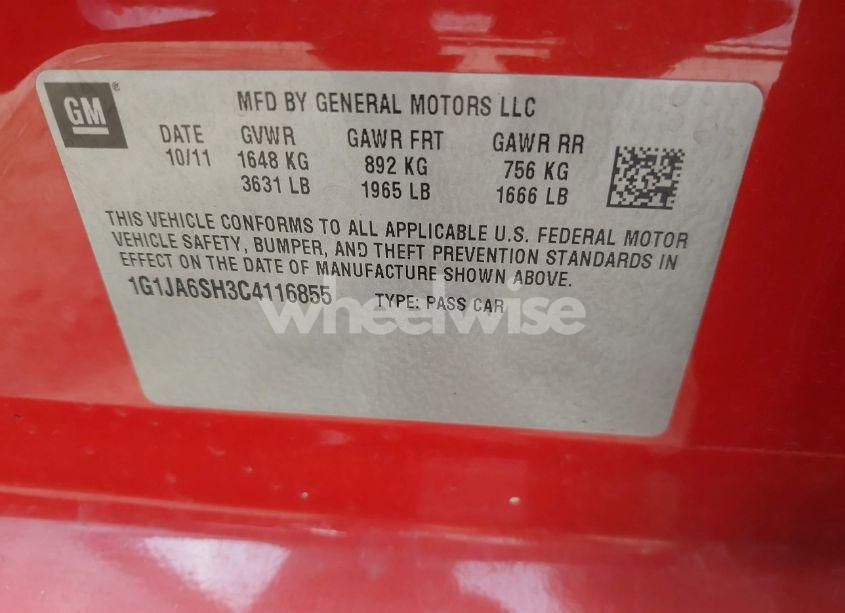 GM
MFD BY GENERAL MOTORS LLC
DATE GVWR GAWR FRT GAWR RR
10/11 1648 KG 892 KG 756 KG
3631 LB 1965 LB 1666 LB
THIS VEHICLE CONFORMS TO ALL APPLICABLE U.S. FEDERAL MOTOR
VEHICLE SAFETY, BUMPER, AND THEFT PREVENTION STANDARDS IN
EFFECT ON THE DATE OF MANUFACTURE SHOWN ABOVE.
1G1JA6SH3C4116855 TYPE: PASS CAR
wheelwise